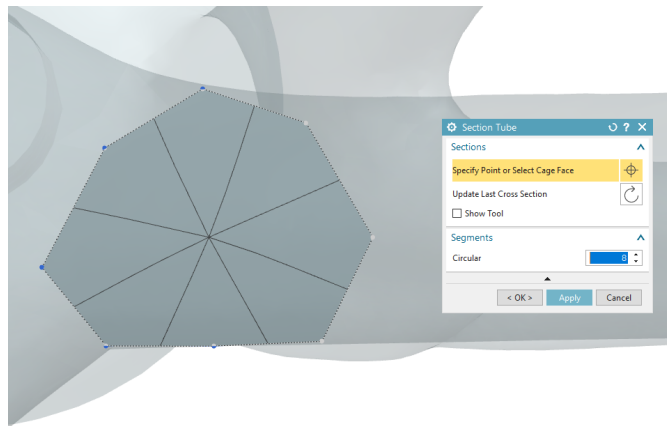 Section Tube
Sections
Specify Point or Select Cage Face
Update Last Cross Section
Show Tool
Segments
Circular 8
< OK > Apply Cancel